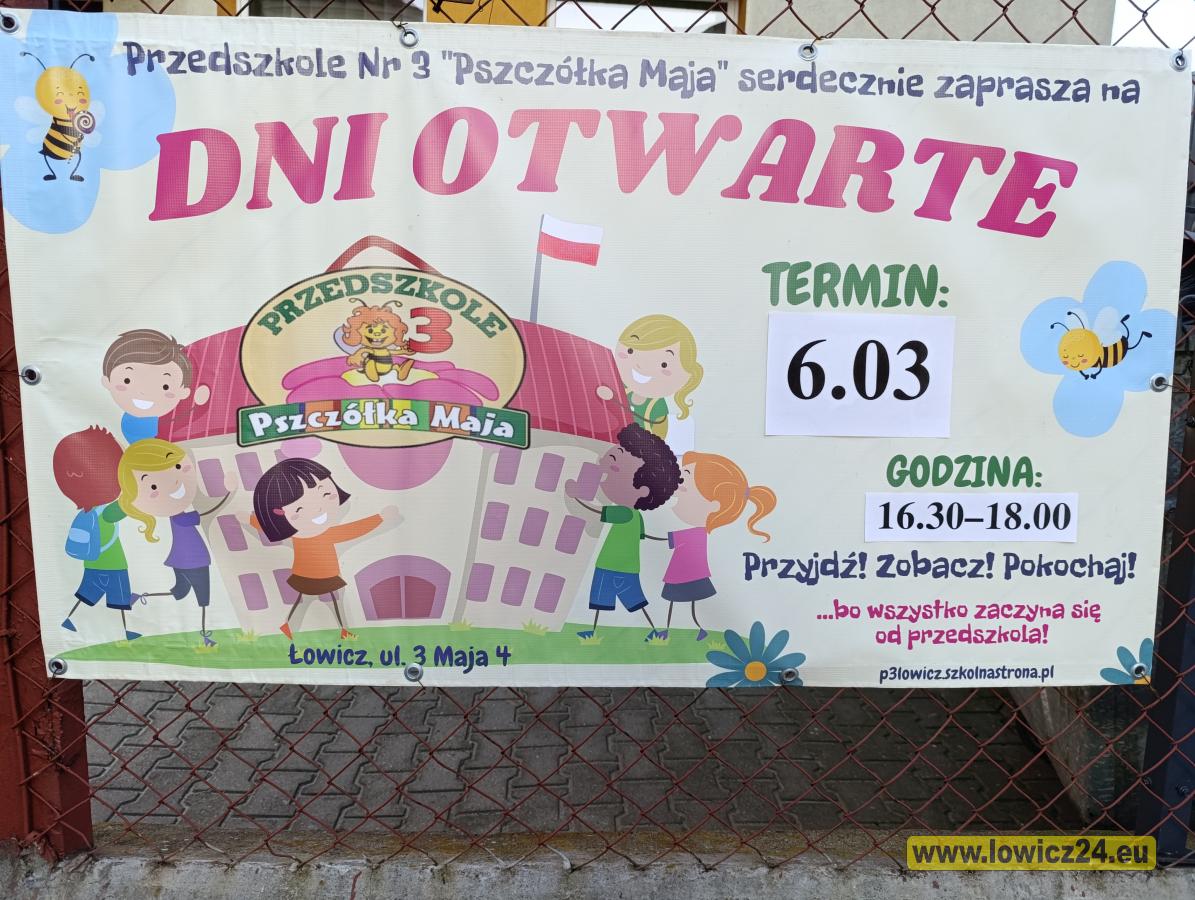 Przedszkole Nr 3 "Pszczółka Maja" serdecznie zaprasza na
DNI OTWARTE
PRZEDSZKOLE
3
Pszczółka Maja
TERMIN:
6.03
GODZINA:
16.30–18.00
Przyjdź! Zobacz! Pokochaj!
...bo wszystko zaczyna się
od przedszkola!
Łowicz, ul. 3 Maja 4
p3lowicz.szkolnastrona.pl
www.lowicz24.eu